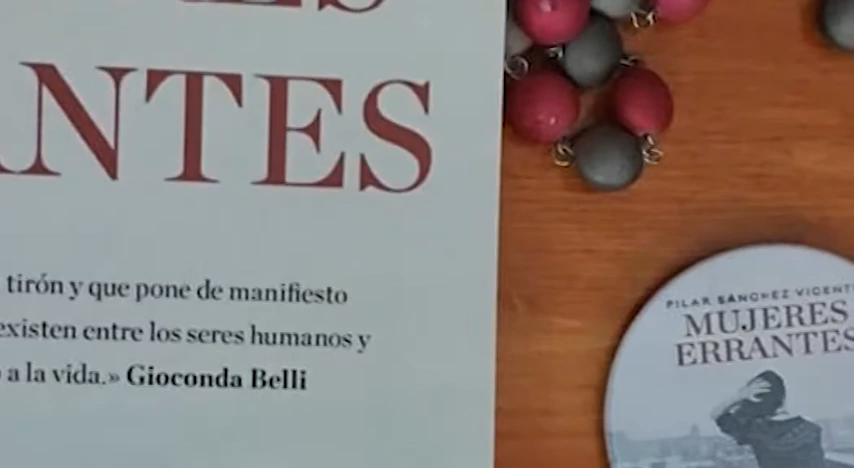 ES
ANTES
tirón y que pone de manifiesto
existen entre los seres humanos y
a la vida.» Gioconda Belli
PILAR SÁNCHEZ VICENTE
MUJERES
ERRANTES